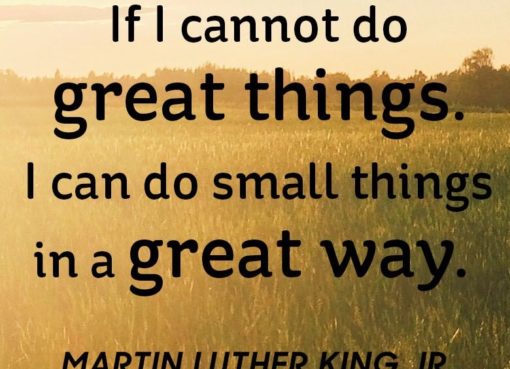 If I cannot do
great things.
I can do small things
in a great way.
MARTIN LUTHER KING, JR